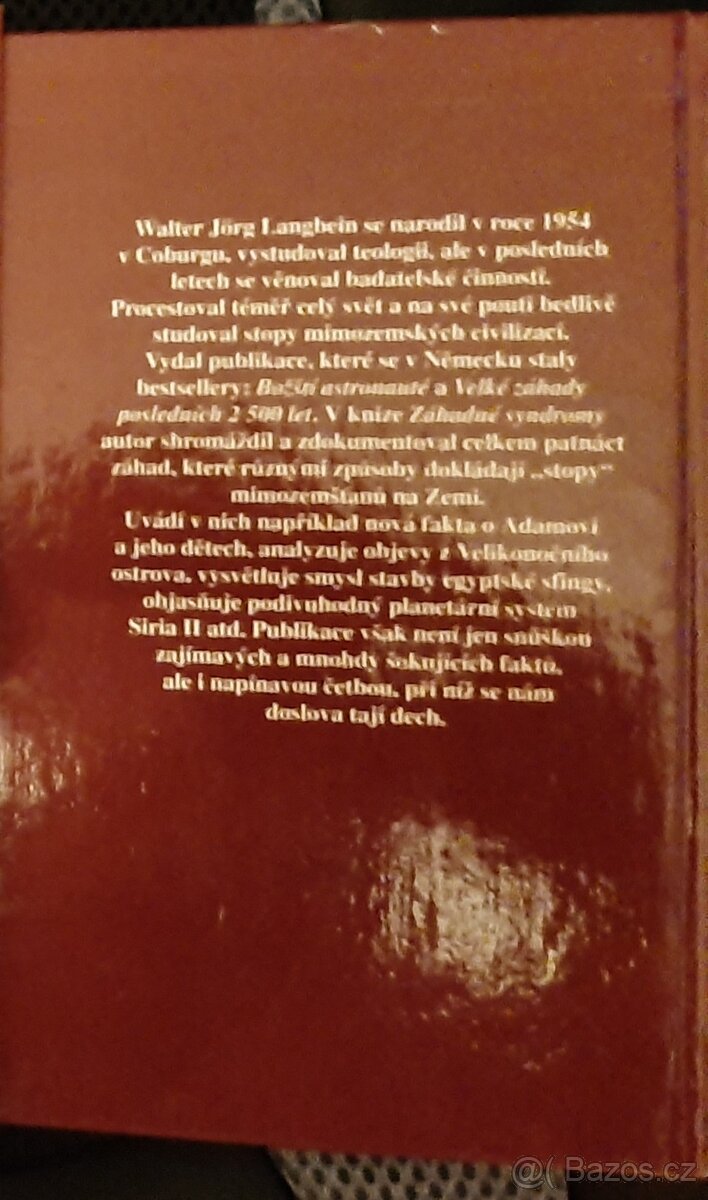 Walter Jörg Langbein se narodil v roce 1954
v Coburgu, vystudoval teologii, ale v posledních
letech se věnoval badatelské činnosti.
Procestoval téměř celý svět a na své pouti bedlivě
studoval stopy mimozemských civilizací.
Vydal publikace, které se v Německu staly
bestsellery: Božští astronauté a Velké záhady
posledních 2 500 let. V knize Záhadné syndromy
autor shromáždil a zdokumentoval celkem patnáct
záhad, které různými způsoby dokládají „stopy“
mimozemšťanů na Zemi.
Uvádí v nich například nová fakta o Adamovi
a jeho dětech, analyzuje objevy z Velikonočního
ostrova, vysvětluje smysl stavby egyptské sfingy,
objasňuje podivuhodný planetární systém
Siria II atd. Publikace však není jen snůškou
zajímavých a mnohdy šokujících faktů,
ale i napínavou četbou, při níž se nám
doslova tají dech.
@( Bazos.cz